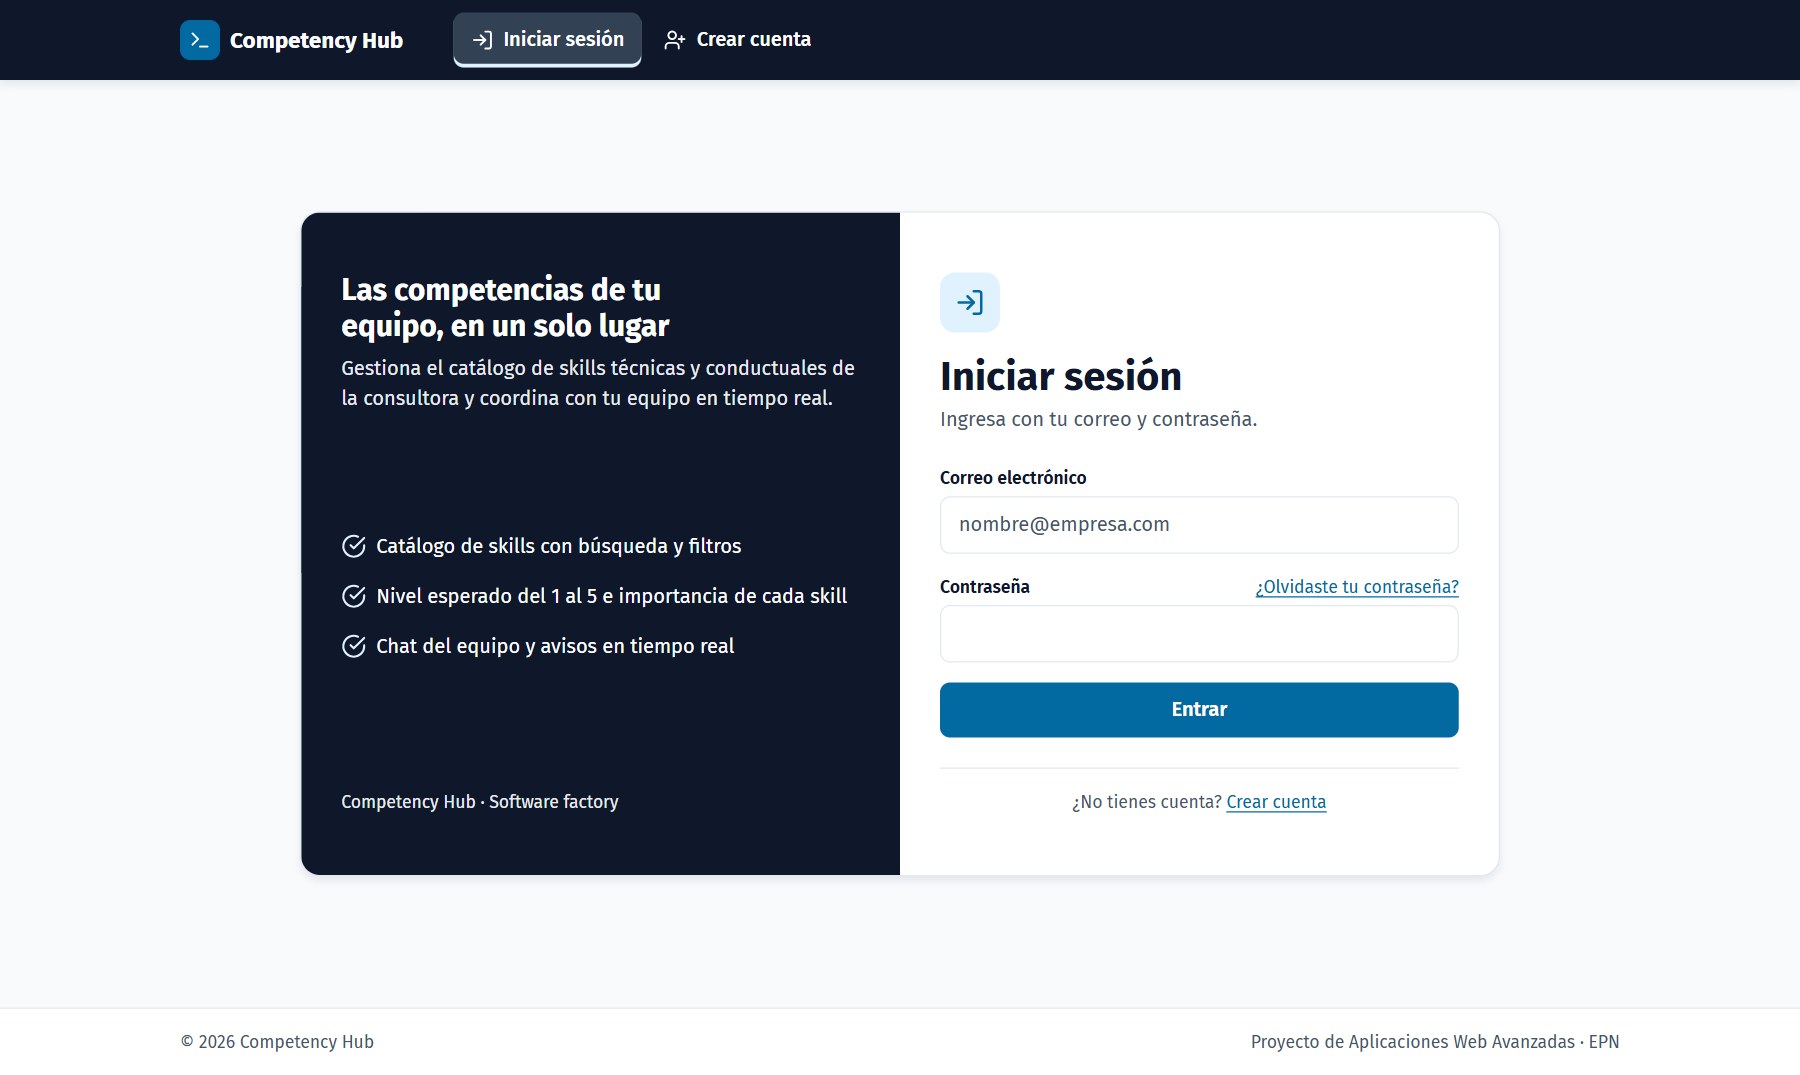 Competency Hub
Iniciar sesión
Crear cuenta
Las competencias de tu
equipo, en un solo lugar
Gestiona el catálogo de skills técnicas y conductuales de
la consultora y coordina con tu equipo en tiempo real.
Catálogo de skills con búsqueda y filtros
Nivel esperado del 1 al 5 e importancia de cada skill
Chat del equipo y avisos en tiempo real
Competency Hub · Software factory
Iniciar sesión
Ingresa con tu correo y contraseña.
Correo electrónico
nombre@empresa.com
Contraseña
¿Olvidaste tu contraseña?
Entrar
¿No tienes cuenta? Crear cuenta
© 2026 Competency Hub
Proyecto de Aplicaciones Web Avanzadas · EPN